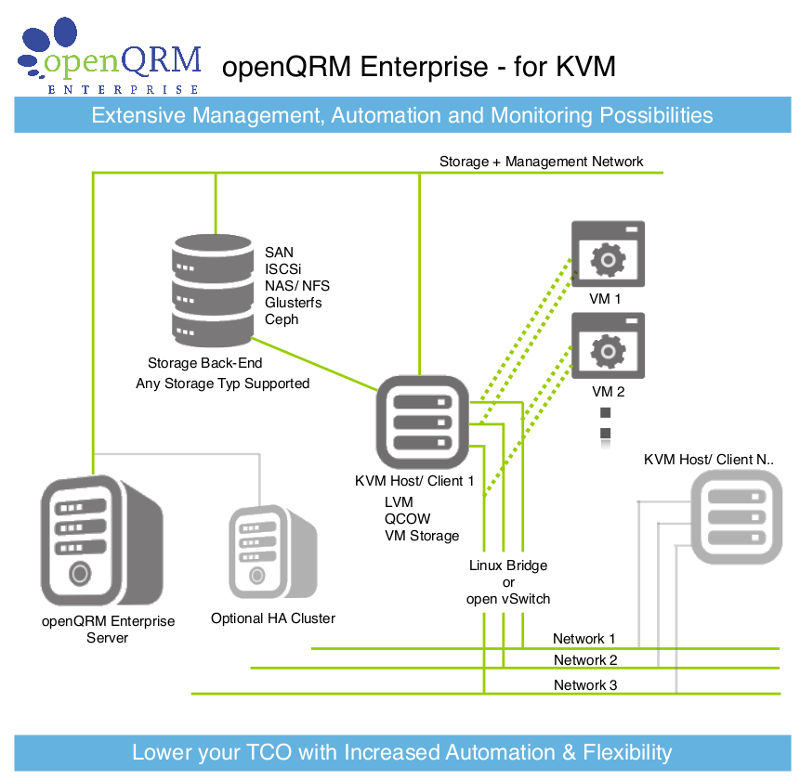 openQRM
ENTERPRISE
openQRM Enterprise - for KVM
Extensive Management, Automation and Monitoring Possibilities
Storage + Management Network
SAN
ISCSi
NAS/ NFS
Glusterfs
Ceph
VM 1
Storage Back-End
Any Storage Typ Supported
VM 2
KVM Host/ Client 1
LVM
QCOW
VM Storage
KVM Host/ Client N..
Linux Bridge
or
open vSwitch
openQRM Enterprise
Server
Optional HA Cluster
Network 1
Network 2
Network 3
Lower your TCO with Increased Automation & Flexibility